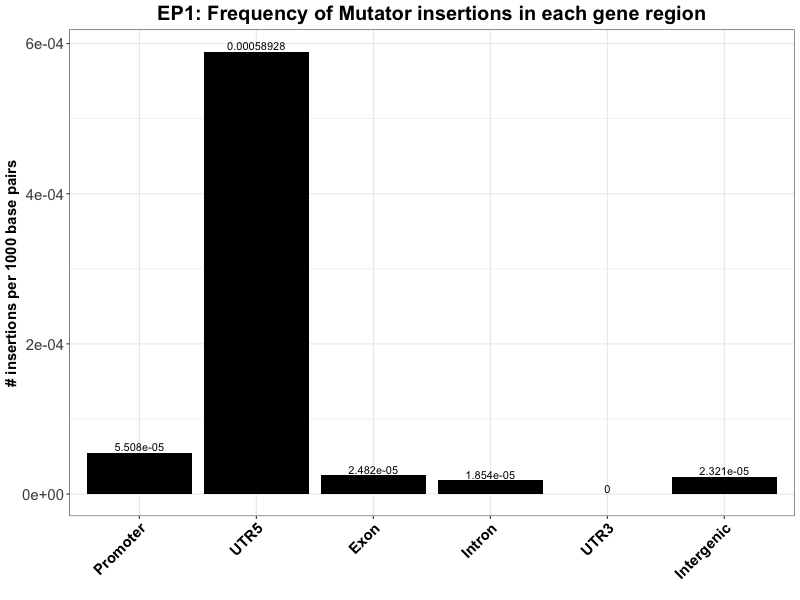 EP1: Frequency of Mutator insertions in each gene region
# insertions per 1000 base pairs
6e-04
4e-04
2e-04
0e+00
5.508e-05
0.00058928
2.482e-05
1.854e-05
0
2.321e-05
Promoter
UTR5
Exon
Intron
UTR3
Intergenic